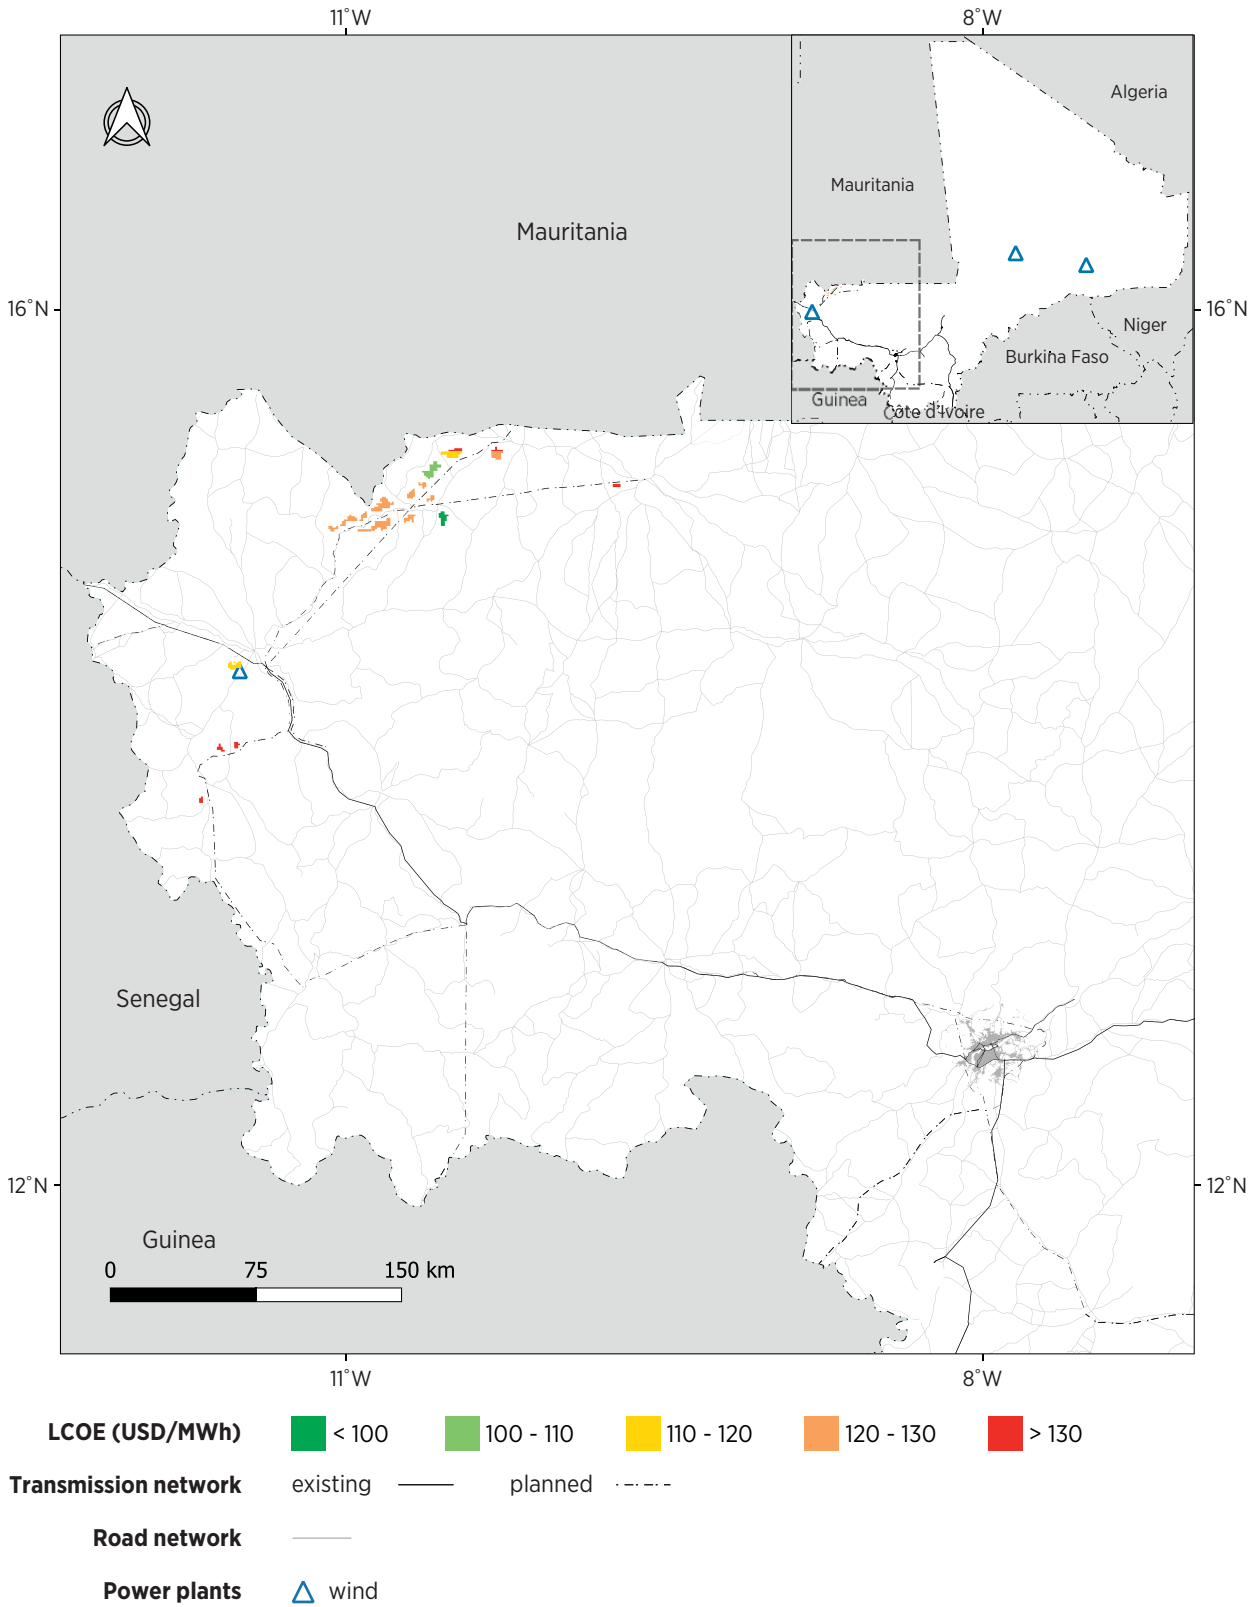 11°W
8°W
Algeria
Mauritania
Mauritania
16°N
16°N
Niger
Burkina Faso
Guinea
Côte d'Ivoire
Senegal
12°N
12°N
Guinea
0 75 150 km
11°W
8°W
LCOE (USD/MWh) < 100 100 - 110 110 - 120 120 - 130 > 130
Transmission network existing planned
Road network
Power plants wind